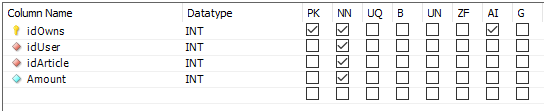 Column Name Datatype PK NN UQ B UN ZF AI G
idOwns INT
idUser INT
idArticle INT
Amount INT